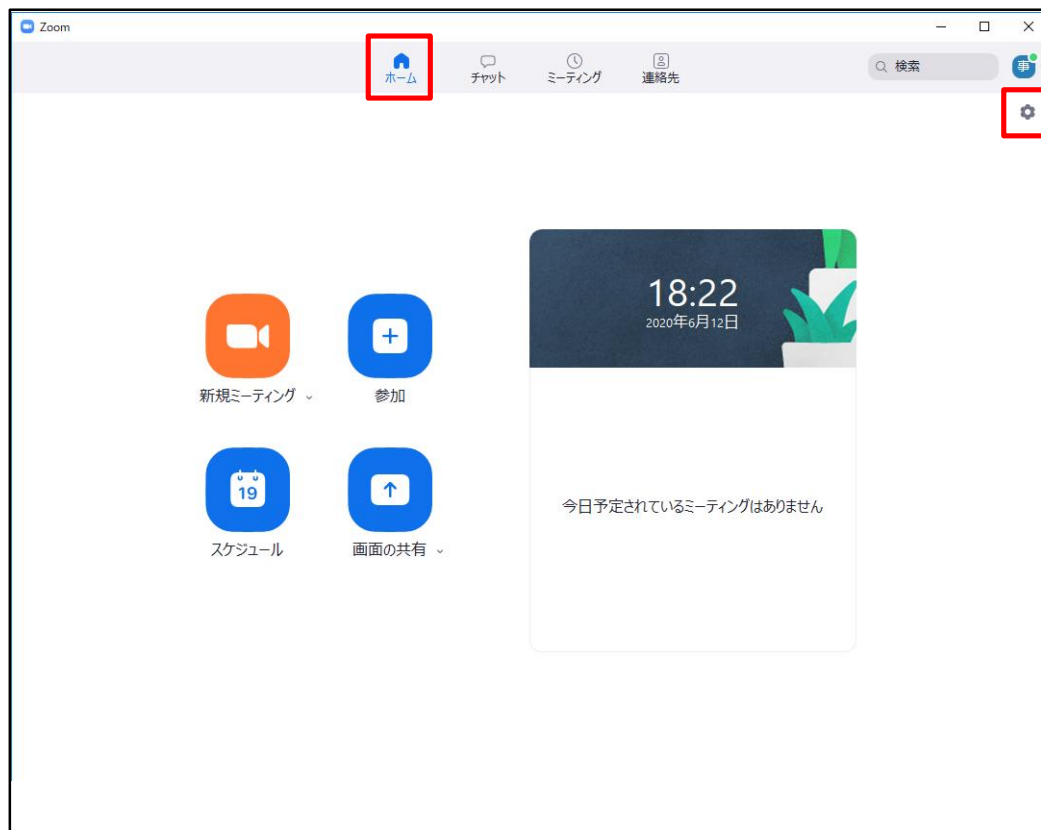 Zoom
ホーム
チャット
ミーティング
連絡先
検索
事
18:22
2020年6月12日
新規ミーティング
参加
19
スケジュール
画面の共有
今日予定されているミーティングはありません